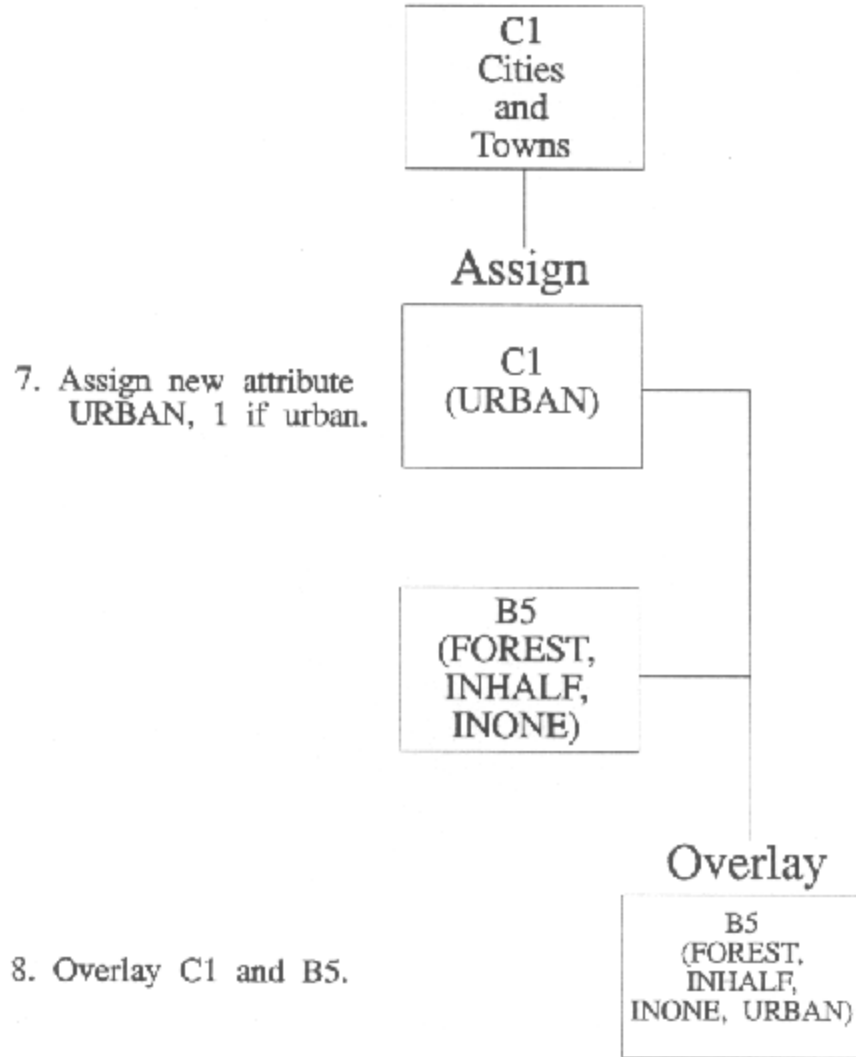 C1
Cities
and
Towns
Assign
7. Assign new attribute
URBAN, 1 if urban.
C1
(URBAN)
B5
(FOREST,
INHALF,
INONE)
Overlay
8. Overlay C1 and B5.
B5
(FOREST,
INHALF,
INONE, URBAN)